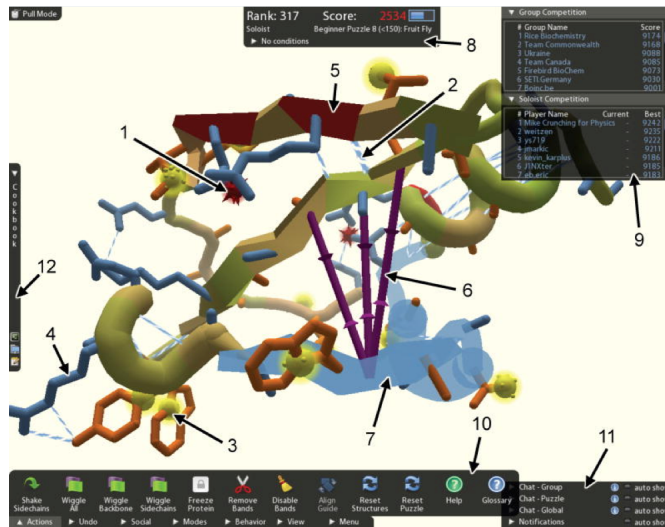 Pull Mode
Rank: 317 Score: 2534
Soloist Beginner Puzzle 8 (<150): Fruit Fly
▶ No conditions
8
▼ Group Competition
# Group Name Score
1 Rice Biochemistry 9174
2 Team Commonwealth 9168
3 Ukraine 9088
4 Team Canada 9085
5 Firebird BioChem 9073
6 SETI.Germany 9030
7 Boinc.be 9001
▼ Soloist Competition
# Player Name Current Best
1 Mike Crunching for Physics - 9242
2 weitzen - 9235
3 ys719 - 9222
4 jmarkic - 9211
5 kevin_karplus - 9186
6 J1NXter - 9185
7 eb.eric - 9183
9
5
2
1
Cookbook
12
6
4
7
3
10
11
Shake Sidechains
Wiggle All
Wiggle Backbone
Wiggle Sidechains
Freeze Protein
Remove Bands
Disable Bands
Align Guide
Reset Structures
Reset Puzzle
Help
Glossary
▲ Actions ▶ Undo ▶ Social ▶ Modes ▶ Behavior ▶ View ▶ Menu
Chat - Group auto sho
Chat - Puzzle auto sho
Chat - Global auto sho
▶ Notifications auto sho